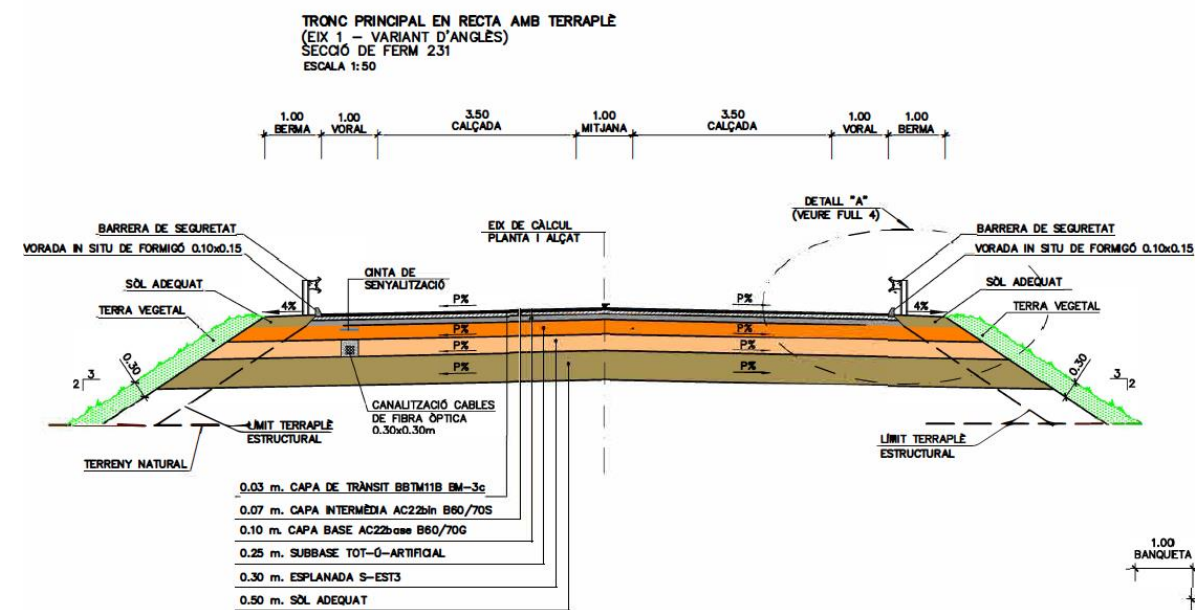 TRONC PRINCIPAL EN RECTA AMB TERRAPLÈ
(EIX 1 – VARIANT D'ANGLÈS)
SECCIÓ DE FERM 231
ESCALA 1:50
1.00 1.00 3.50 1.00 3.50 1.00 1.00
BERMA VORAL CALÇADA MITJANA CALÇADA VORAL BERMA
DETALL "A"
(VEURE FULL 4)
EIX DE CÀLCUL
PLANTA I ALÇAT
BARRERA DE SEGURETAT
BARRERA DE SEGURETAT
VORADA IN SITU DE FORMIGÓ 0.10x0.15
VORADA IN SITU DE FORMIGÓ 0.10x0.15
CINTA DE
SENYALITZACIÓ
SÒL ADEQUAT
SÒL ADEQUAT
4% P% P% 4%
TERRA VEGETAL
TERRA VEGETAL
P% P%
P% P%
P% P%
0.30
0.30
3
2
3
2
CANALITZACIÓ CABLES
DE FIBRA ÒPTICA
0.30x0.30m
LÍMIT TERRAPLÈ
ESTRUCTURAL
LÍMIT TERRAPLÈ
ESTRUCTURAL
TERRENY NATURAL
0.03 m. CAPA DE TRÀNSIT BBTM11B BM-3c
0.07 m. CAPA INTERMÈDIA AC22bin B60/70S
0.10 m. CAPA BASE AC22base B60/70G
0.25 m. SUBBASE TOT-Ú-ARTIFICIAL
0.30 m. ESPLANADA S-EST3
0.50 m. SÒL ADEQUAT
1.00
BANQUETA